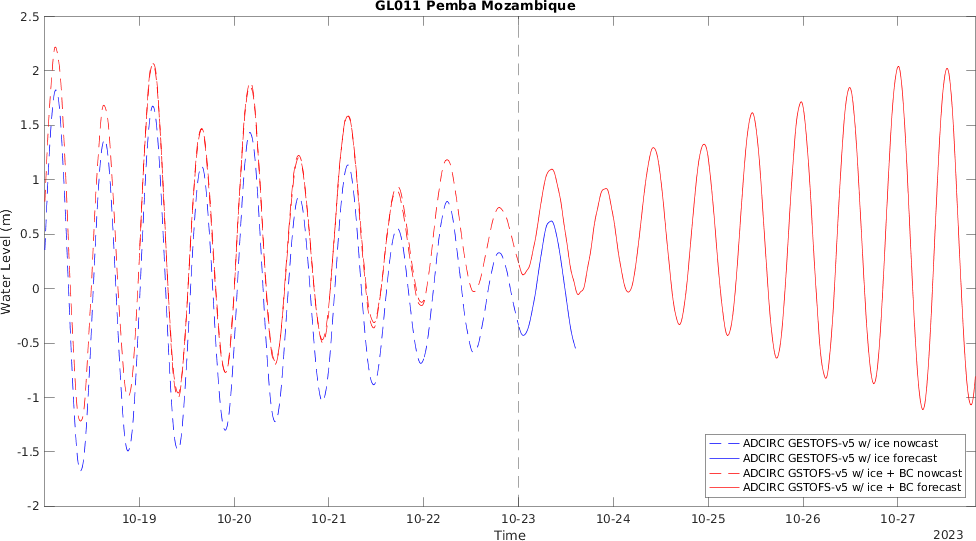 GL011 Pemba Mozambique
2.5
2
1.5
1
0.5
0
-0.5
-1
-1.5
-2
Water Level (m)
10-19
10-20
10-21
10-22
10-23
10-24
10-25
10-26
10-27
Time
2023
ADCIRC GESTOFS-v5 w/ ice nowcast
ADCIRC GESTOFS-v5 w/ ice forecast
ADCIRC GSTOFS-v5 w/ ice + BC nowcast
ADCIRC GSTOFS-v5 w/ ice + BC forecast